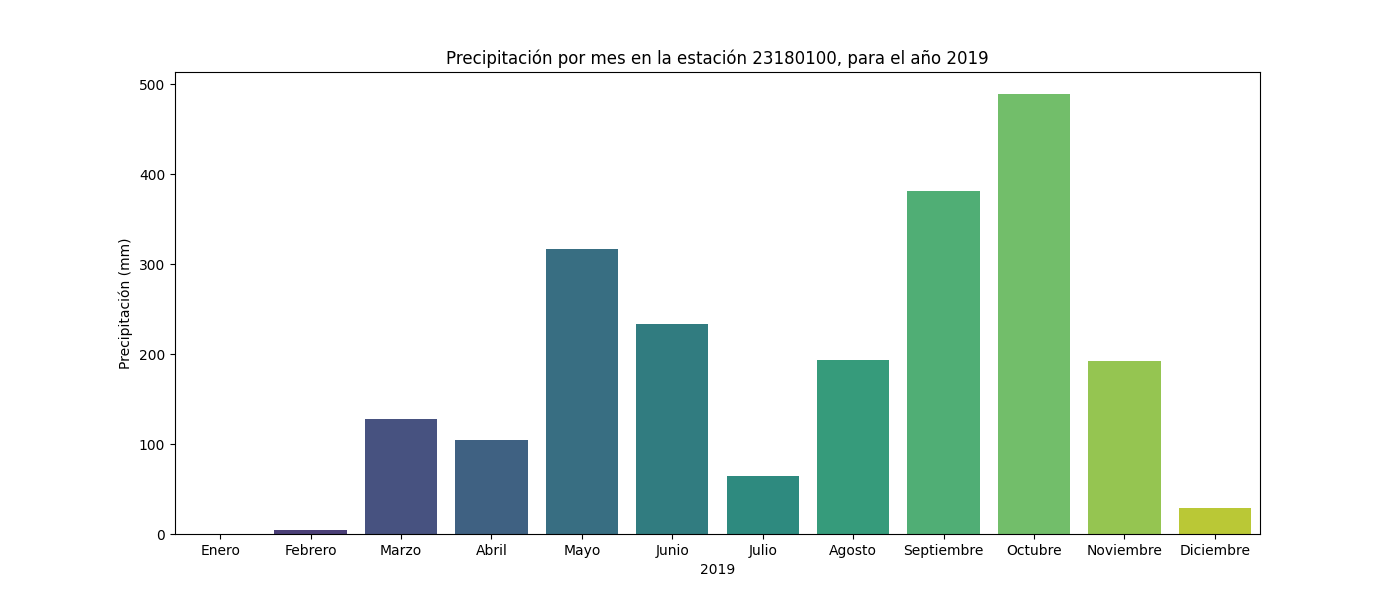 Precipitación por mes en la estación 23180100, para el año 2019
500
400
300
200
100
0
Precipitación (mm)
Enero Febrero Marzo Abril Mayo Junio Julio Agosto Septiembre Octubre Noviembre Diciembre
2019